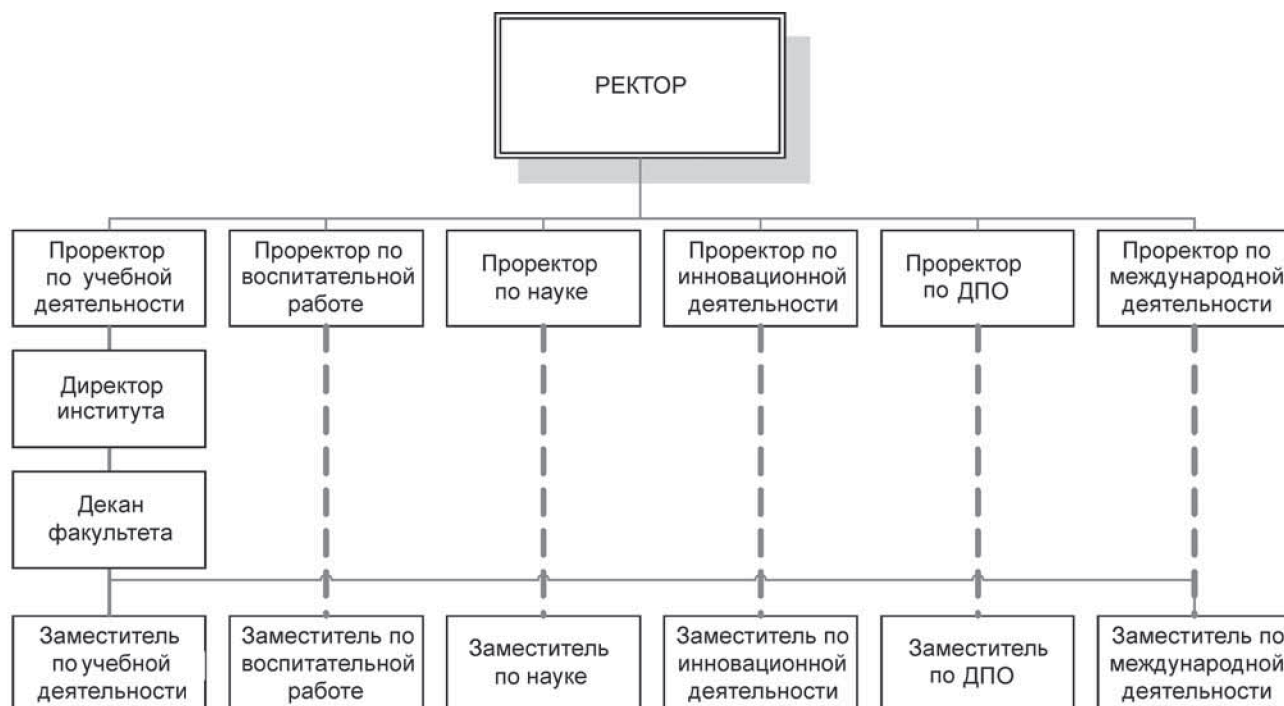 РЕКТОР
Проректор
по учебной
деятельности
Проректор по
воспитательной
работе
Проректор
по науке
Проректор по
инновационной
деятельности
Проректор
по ДПО
Проректор по
международной
деятельности
Директор
института
Декан
факультета
Заместитель
по учебной
деятельности
Заместитель по
воспитательной
работе
Заместитель
по науке
Заместитель по
инновационной
деятельности
Заместитель
по ДПО
Заместитель по
международной
деятельности